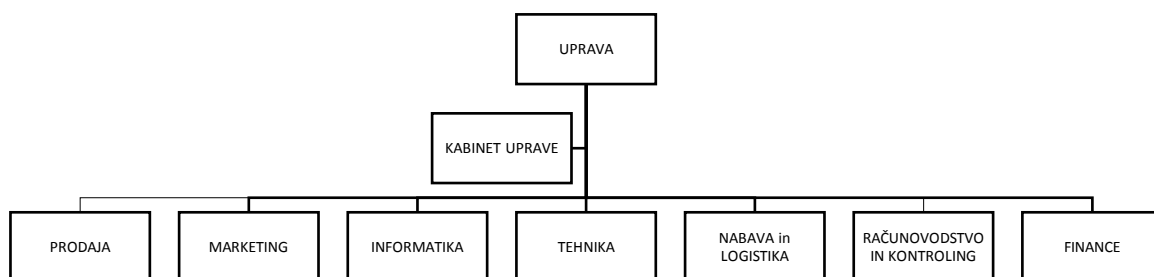 UPRAVA
KABINET UPRAVE
PRODAJA
MARKETING
INFORMATIKA
TEHNIKA
NABAVA in
LOGISTIKA
RAČUNOVODSTVO
IN KONTROLING
FINANCE